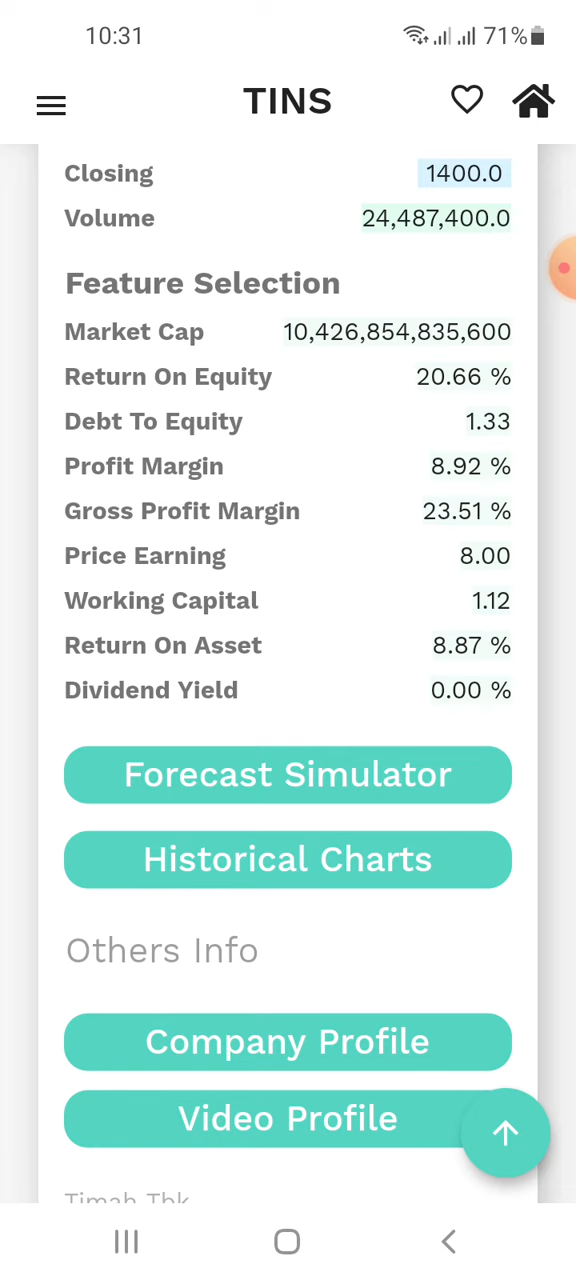 10:31 71%
TINS
Closing 1400.0
Volume 24,487,400.0
Feature Selection
Market Cap 10,426,854,835,600
Return On Equity 20.66 %
Debt To Equity 1.33
Profit Margin 8.92 %
Gross Profit Margin 23.51 %
Price Earning 8.00
Working Capital 1.12
Return On Asset 8.87 %
Dividend Yield 0.00 %
Forecast Simulator
Historical Charts
Others Info
Company Profile
Video Profile
Timah Tbk